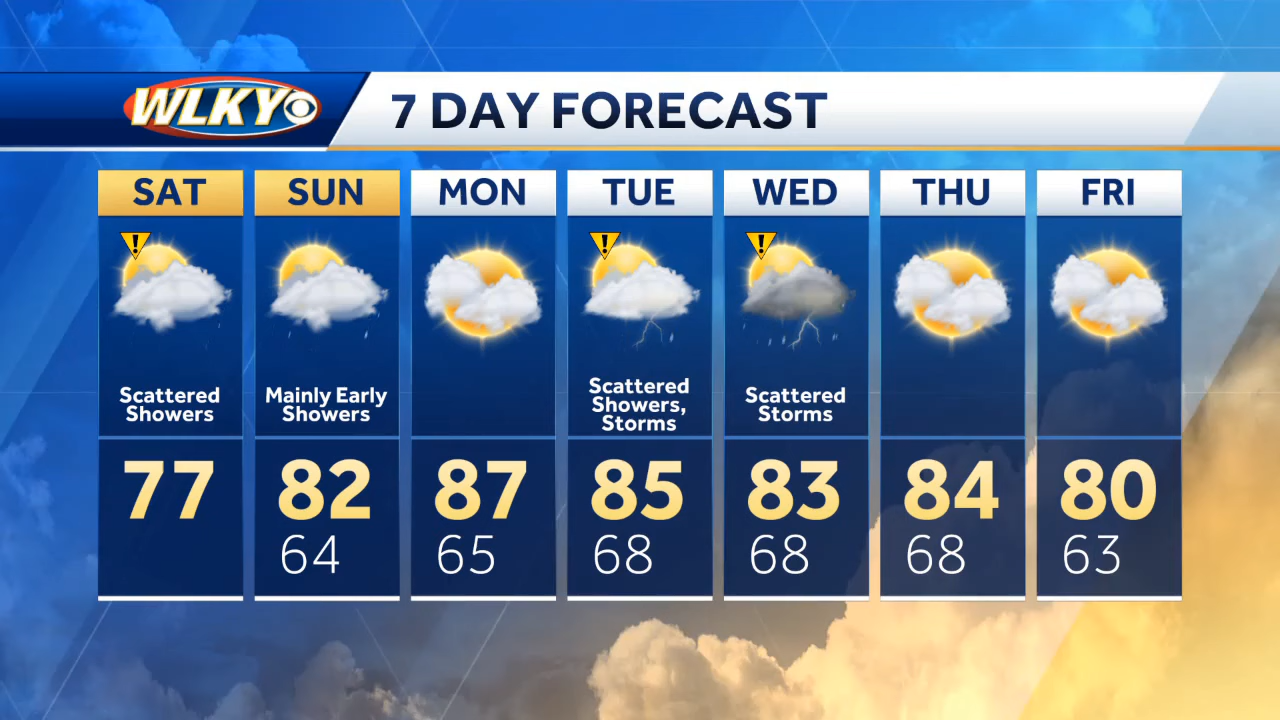 WLKY
7 DAY FORECAST
SAT
!
Scattered
Showers
77
SUN
Mainly Early
Showers
82
64
MON
87
65
TUE
!
Scattered
Showers,
Storms
85
68
WED
!
Scattered
Storms
83
68
THU
84
68
FRI
80
63